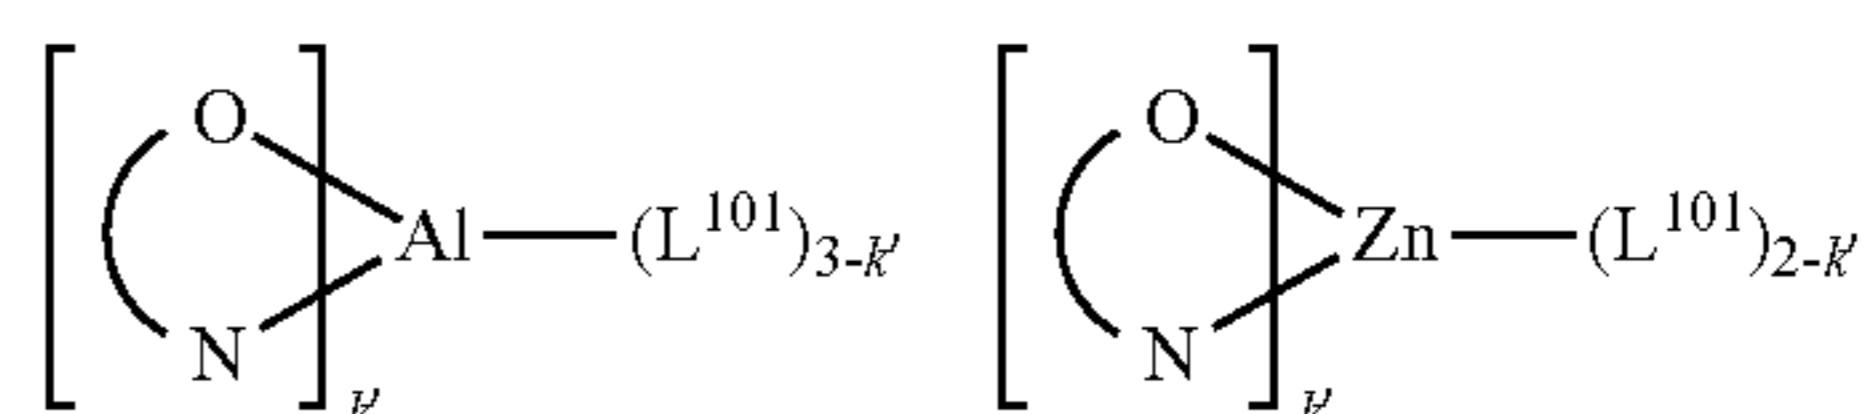 O O
Al (L¹⁰¹)₃₋ₖ′ Zn (L¹⁰¹)₂₋ₖ′
N N
k′ k′